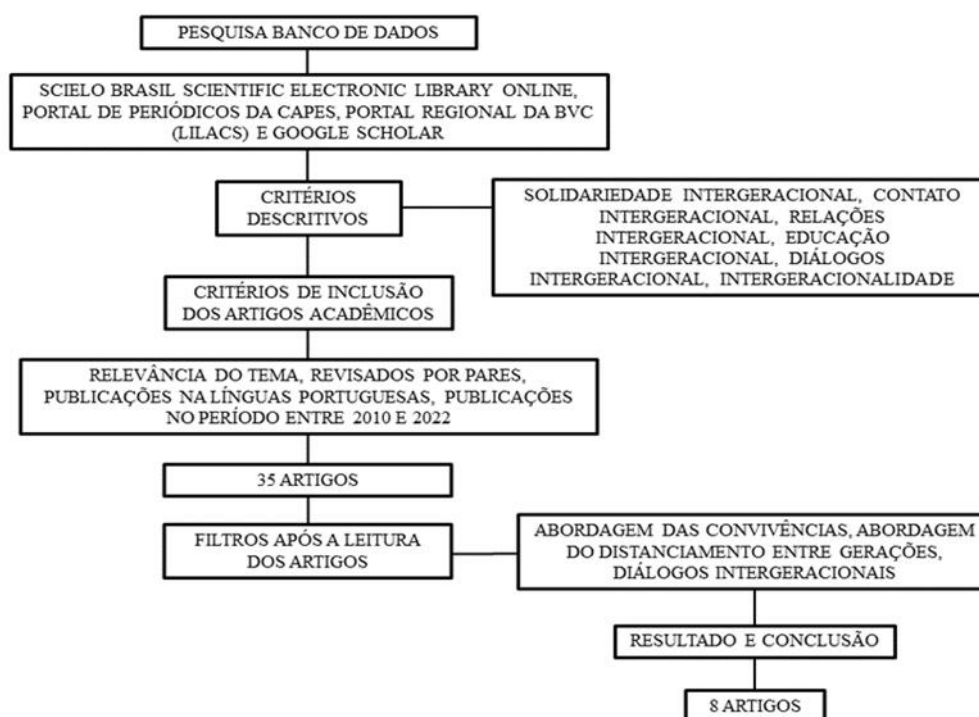 PESQUISA BANCO DE DADOS
SCIELO BRASIL SCIENTIFIC ELECTRONIC LIBRARY ONLINE,
PORTAL DE PERIÓDICOS DA CAPES, PORTAL REGIONAL DA BVC
(LILACS) E GOOGLE SCHOLAR
CRITÉRIOS
DESCRITIVOS
SOLIDARIEDADE INTERGERACIONAL, CONTATO
INTERGERACIONAL, RELAÇÕES
INTERGERACIONAL, EDUCAÇÃO
INTERGERACIONAL, DIÁLOGOS
INTERGERACIONAL, INTERGERACIONALIDADE
CRITÉRIOS DE INCLUSÃO
DOS ARTIGOS ACADÊMICOS
RELEVÂNCIA DO TEMA, REVISADOS POR PARES,
PUBLICAÇÕES NA LÍNGUAS PORTUGUESAS, PUBLICAÇÕES
NO PERÍODO ENTRE 2010 E 2022
35 ARTIGOS
FILTROS APÓS A LEITURA
DOS ARTIGOS
ABORDAGEM DAS CONVIVÊNCIAS, ABORDAGEM
DO DISTANCIAMENTO ENTRE GERAÇÕES,
DIÁLOGOS INTERGERACIONAIS
RESULTADO E CONCLUSÃO
8 ARTIGOS